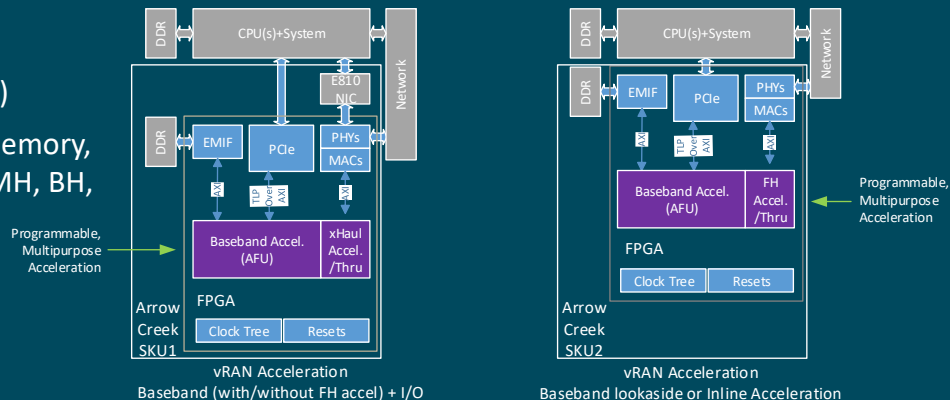 )
emory,
MH, BH,
Programmable,
Multipurpose
Acceleration
DDR
CPU(s)+System
Network
E810
NIC
DDR
EMIF
PCIe
PHYs
MACs
AXI
TLP
Over
AXI
AXI
Baseband Accel.
(AFU)
xHaul
Accel.
/Thru
FPGA
Clock Tree
Resets
Arrow
Creek
SKU1
vRAN Acceleration
Baseband (with/without FH accel) + I/O
DDR
CPU(s)+System
Network
DDR
EMIF
PCIe
PHYs
MACs
AXI
TLP
Over
AXI
AXI
Baseband Accel.
(AFU)
FH
Accel.
/Thru
FPGA
Clock Tree
Resets
Arrow
Creek
SKU2
Programmable,
Multipurpose
Acceleration
vRAN Acceleration
Baseband lookaside or Inline Acceleration